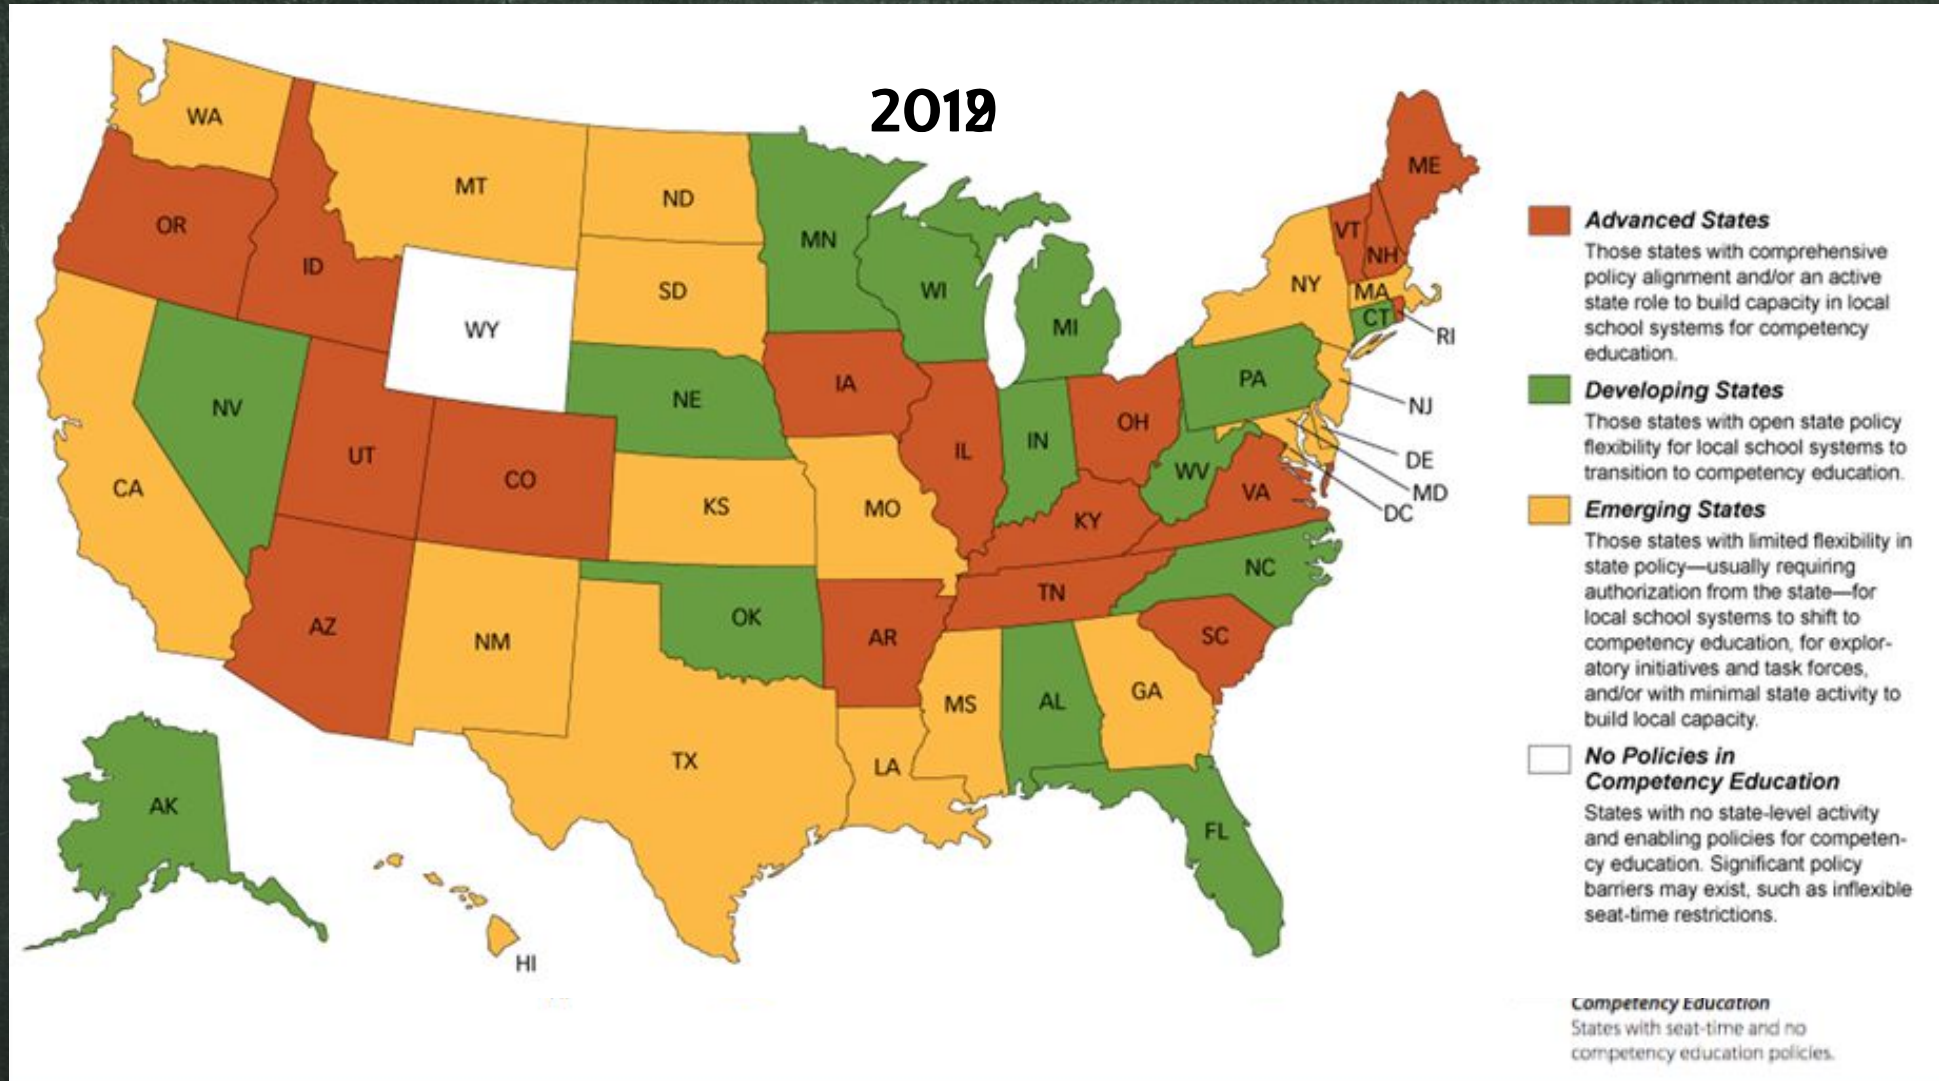 WA
OR
ID
MT
ND
MN
WI
MI
SD
WY
NE
IA
NV
UT
CO
CA
KS
MO
IL
IN
OH
KY
WV
VA
PA
NY
VT
NH
ME
MA
CT
RI
NJ
DE
MD
DC
AZ
NM
OK
AR
TN
NC
SC
MS
AL
GA
TX
LA
FL
AK
HI
Advanced States
Those states with comprehensive
policy alignment and/or an active
state role to build capacity in local
school systems for competency
education.
Developing States
Those states with open state policy
flexibility for local school systems to
transition to competency education.
Emerging States
Those states with limited flexibility in
state policy—usually requiring
authorization from the state—for
local school systems to shift to
competency education, for explor-
atory initiatives and task forces,
and/or with minimal state activity to
build local capacity.
No Policies in
Competency Education
States with no state-level activity
and enabling policies for competen-
cy education. Significant policy
barriers may exist, such as inflexible
seat-time restrictions.
Competency Education
States with seat-time and no
competency education policies.